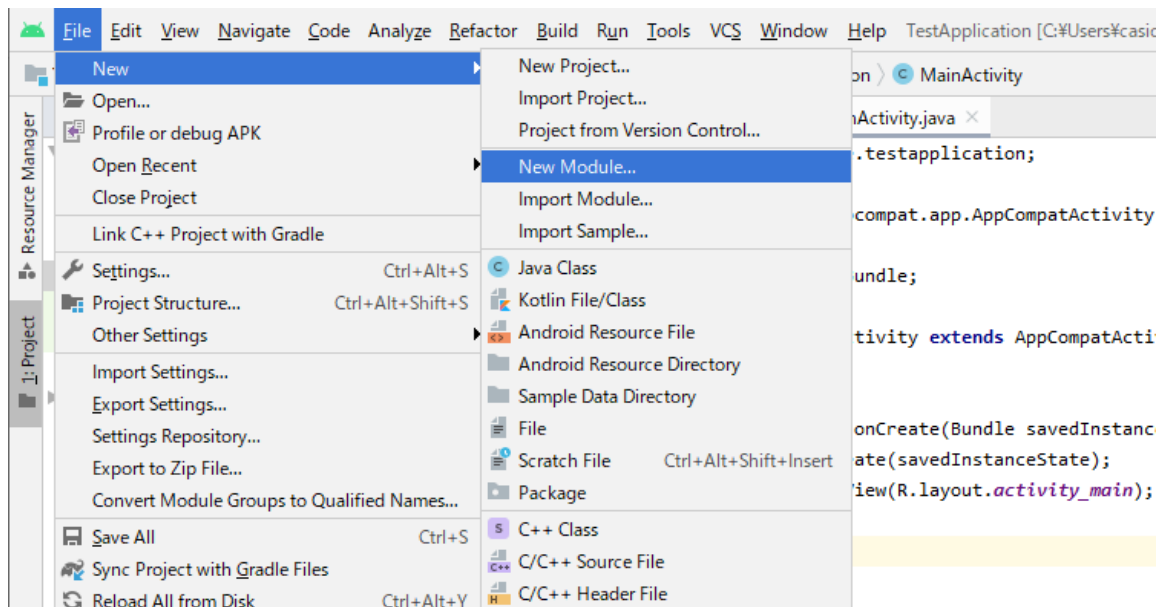 File Edit View Navigate Code Analyze Refactor Build Run Tools VCS Window Help TestApplication [C:¥Users¥casio
New
Open...
Profile or debug APK
Open Recent
Close Project
Link C++ Project with Gradle
Settings... Ctrl+Alt+S
Project Structure... Ctrl+Alt+Shift+S
Other Settings
Import Settings...
Export Settings...
Settings Repository...
Export to Zip File...
Convert Module Groups to Qualified Names...
Save All Ctrl+S
Sync Project with Gradle Files
Reload All from Disk Ctrl+Alt+Y
New Project...
Import Project...
Project from Version Control...
New Module...
Import Module...
Import Sample...
Java Class
Kotlin File/Class
Android Resource File
Android Resource Directory
Sample Data Directory
File
Scratch File Ctrl+Alt+Shift+Insert
Package
C++ Class
C/C++ Source File
C/C++ Header File
on 〉 C MainActivity
nActivity.java ×
.testapplication;
compat.app.AppCompatActivity
undle;
tivity extends AppCompatActi
onCreate(Bundle savedInstanc
ate(savedInstanceState);
iew(R.layout.activity_main);
Resource Manager
1: Project